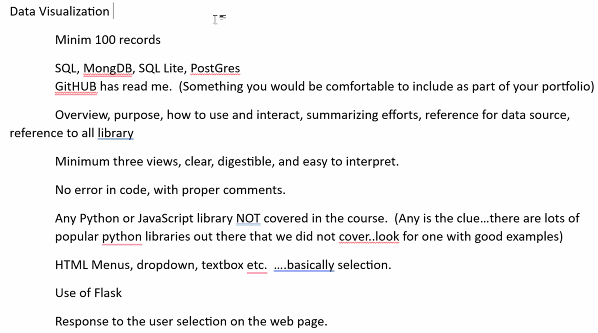 Data Visualization
Minim 100 records
SQL, MongDB, SQL Lite, PostGres
GitHUB has read me.  (Something you would be comfortable to include as part of your portfolio)
Overview, purpose, how to use and interact, summarizing efforts, reference for data source,
reference to all library
Minimum three views, clear, digestible, and easy to interpret.
No error in code, with proper comments.
Any Python or JavaScript library NOT covered in the course.  (Any is the clue…there are lots of
popular python libraries out there that we did not cover..look for one with good examples)
HTML Menus, dropdown, textbox etc.  ….basically selection.
Use of Flask
Response to the user selection on the web page.